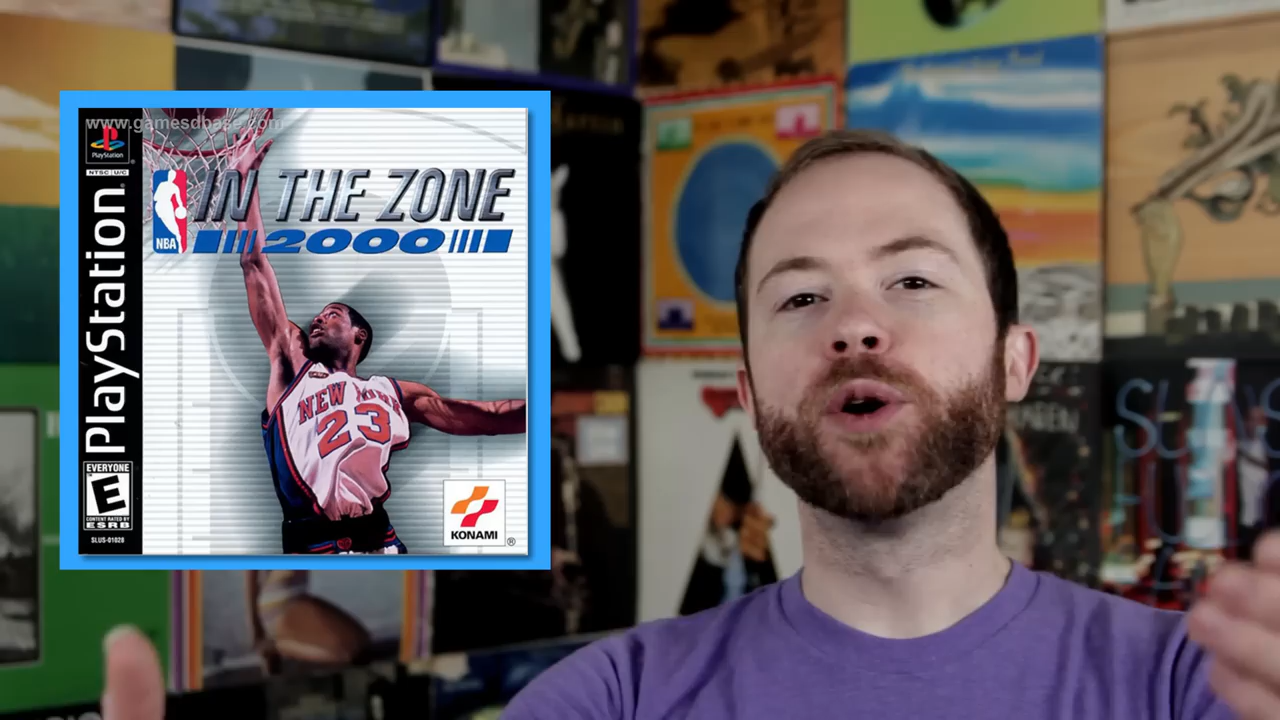 www.gamesdbase.com
PlayStation
®
NTSC U/C
PlayStation
®
NBA
IN THE ZONE
2000
NEW YORK
23
EVERYONE
E
CONTENT RATED BY
ESRB
SLUS-01028
KONAMI
®